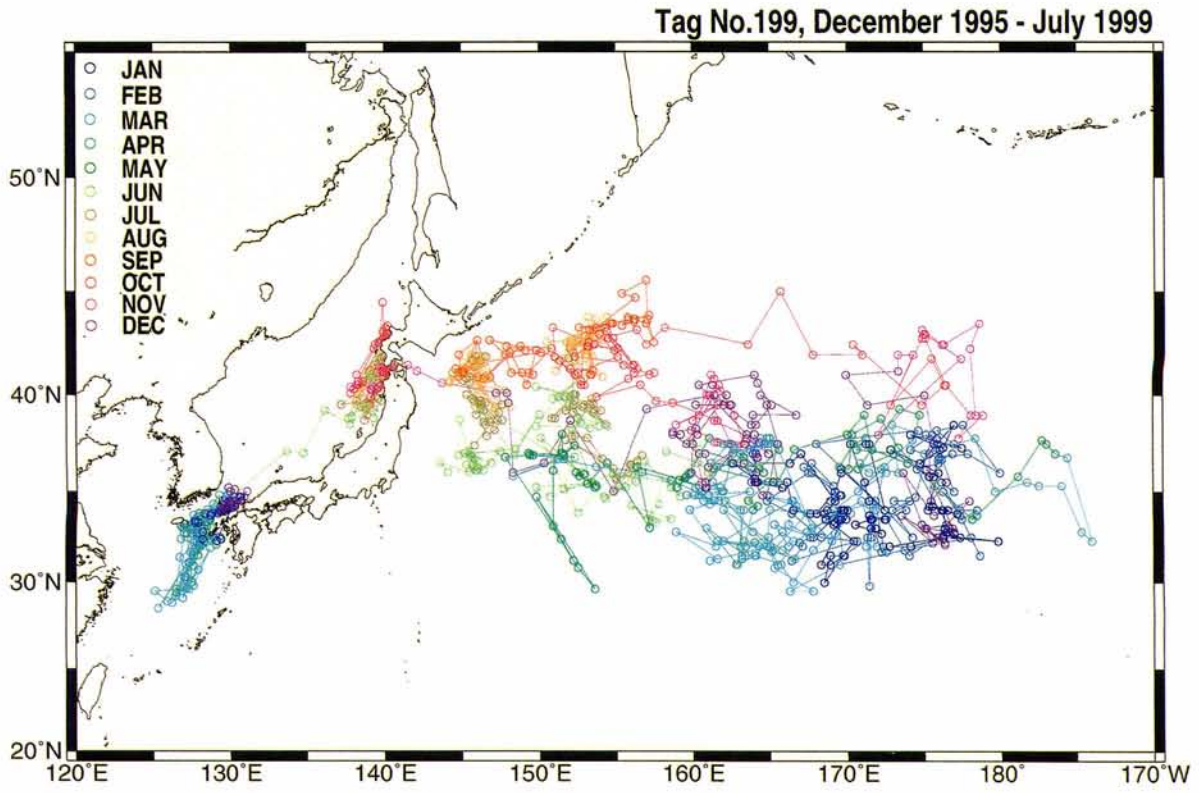 Tag No.199, December 1995 - July 1999
JAN
FEB
MAR
APR
MAY
JUN
JUL
AUG
SEP
OCT
NOV
DEC
50˚N
40˚N
30˚N
20˚N
120˚E 130˚E 140˚E 150˚E 160˚E 170˚E 180˚ 170˚W